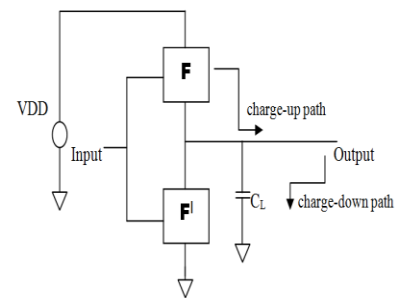 F
VDD
charge-up path
Input
Output
F|
CL
charge-down path